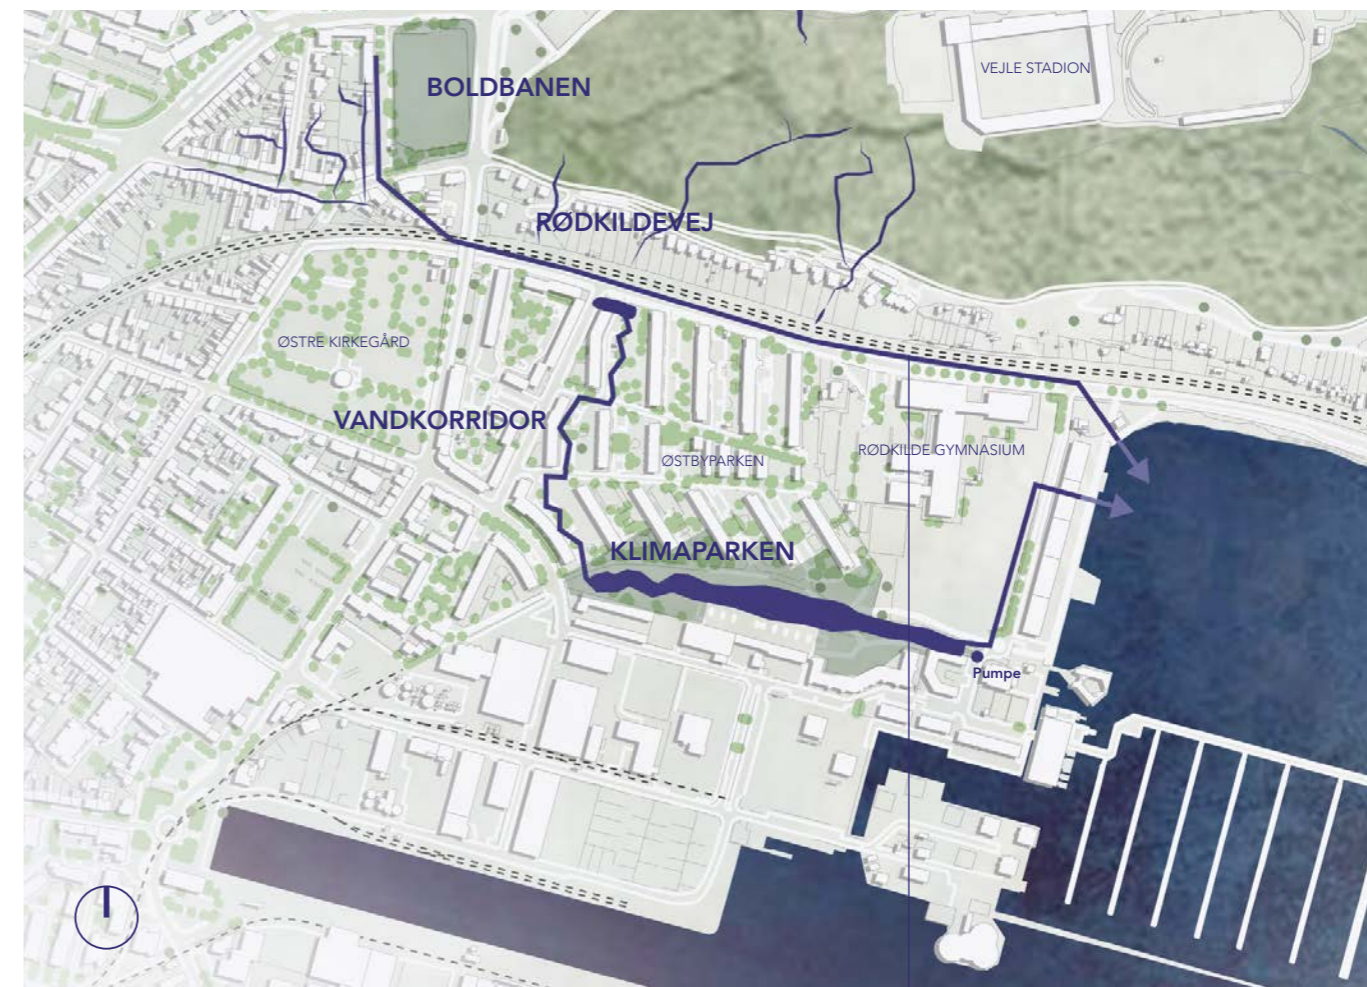 VEJLE STADION
BOLDBANEN
RØDKILDEVEJ
ØSTRE KIRKEGÅRD
VANDKORRIDOR
ØSTBYPARKEN
RØDKILDE GYMNASIUM
KLIMAPARKEN
Pumpe